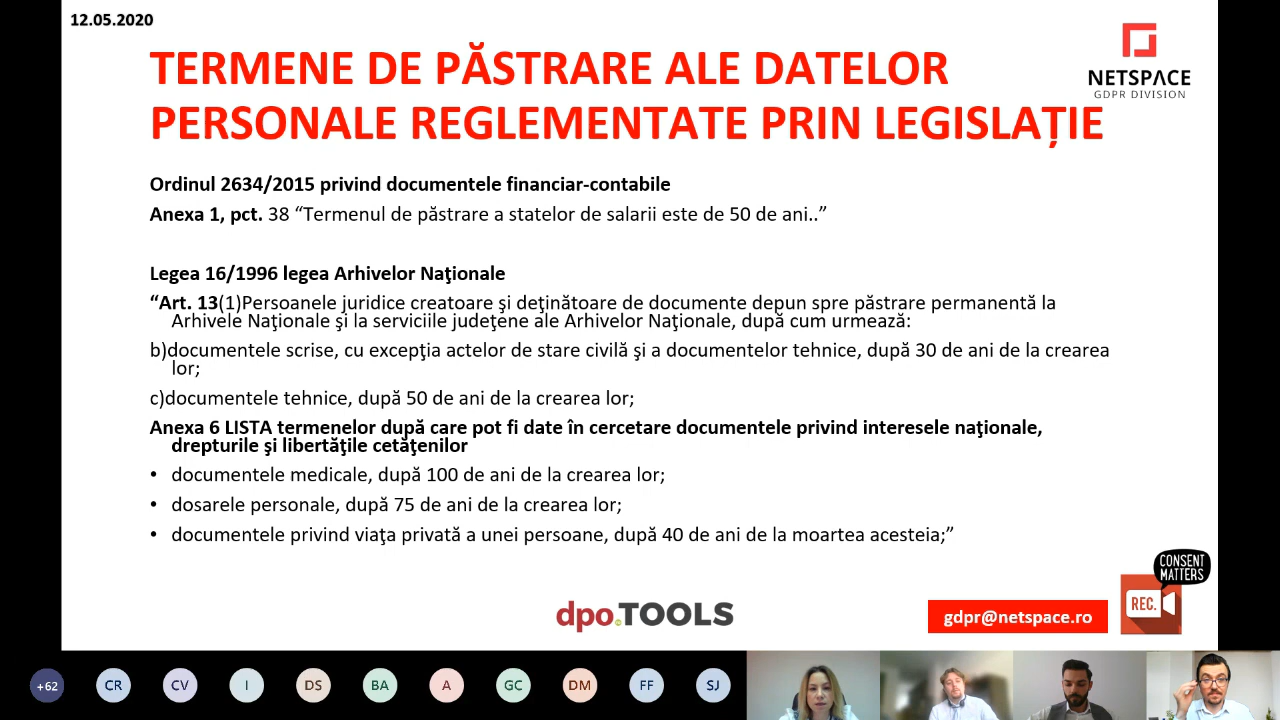 12.05.2020
TERMENE DE PĂSTRARE ALE DATELOR
PERSONALE REGLEMENTATE PRIN LEGISLAȚIE
NETSPACE
GDPR DIVISION
Ordinul 2634/2015 privind documentele financiar-contabile
Anexa 1, pct. 38 “Termenul de păstrare a statelor de salarii este de 50 de ani..”
Legea 16/1996 legea Arhivelor Naţionale
“Art. 13(1)Persoanele juridice creatoare şi deţinătoare de documente depun spre păstrare permanentă la
Arhivele Naţionale şi la serviciile judeţene ale Arhivelor Naţionale, după cum urmează:
b)documentele scrise, cu excepţia actelor de stare civilă şi a documentelor tehnice, după 30 de ani de la crearea
lor;
c)documentele tehnice, după 50 de ani de la crearea lor;
Anexa 6 LISTA termenelor după care pot fi date în cercetare documentele privind interesele naţionale,
drepturile şi libertăţile cetăţenilor
• documentele medicale, după 100 de ani de la crearea lor;
• dosarele personale, după 75 de ani de la crearea lor;
• documentele privind viaţa privată a unei persoane, după 40 de ani de la moartea acesteia;”
CONSENT
MATTERS
REC.
dpo.TOOLS
gdpr@netspace.ro
+62 CR CV I DS BA A GC DM FF SJ